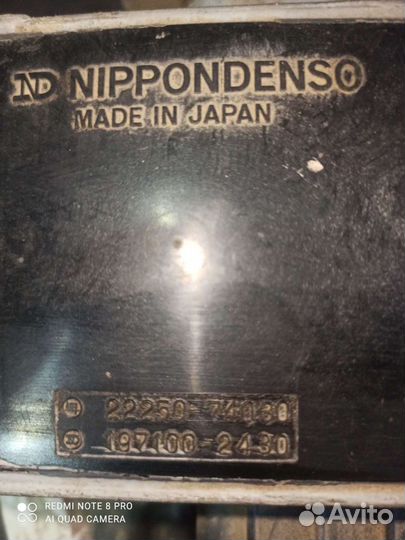 ND NIPPONDENSO
MADE IN JAPAN
22250-74030
197100-2430
REDMI NOTE 8 PRO
AI QUAD CAMERA
Avito